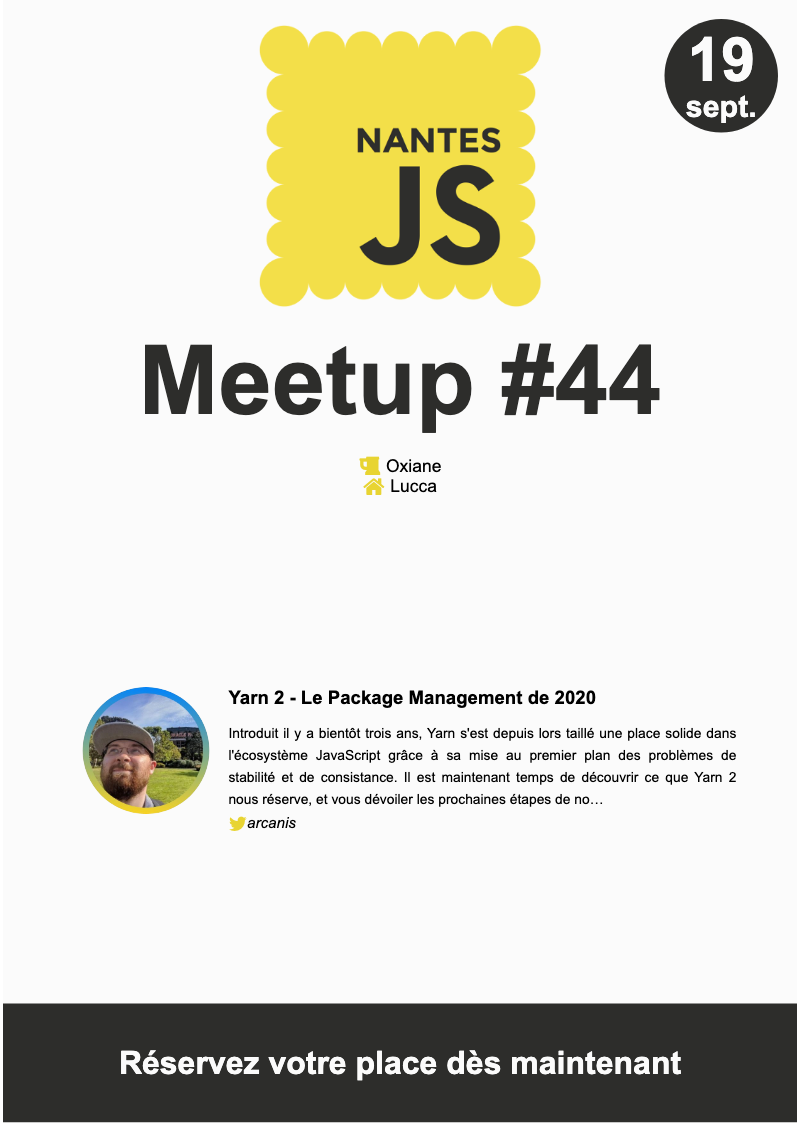 19
sept.
NANTES
JS
Meetup #44
Oxiane
Lucca
Yarn 2 - Le Package Management de 2020
Introduit il y a bientôt trois ans, Yarn s'est depuis lors taillé une place solide dans
l'écosystème JavaScript grâce à sa mise au premier plan des problèmes de
stabilité et de consistance. Il est maintenant temps de découvrir ce que Yarn 2
nous réserve, et vous dévoiler les prochaines étapes de no…
arcanis
Réservez votre place dès maintenant